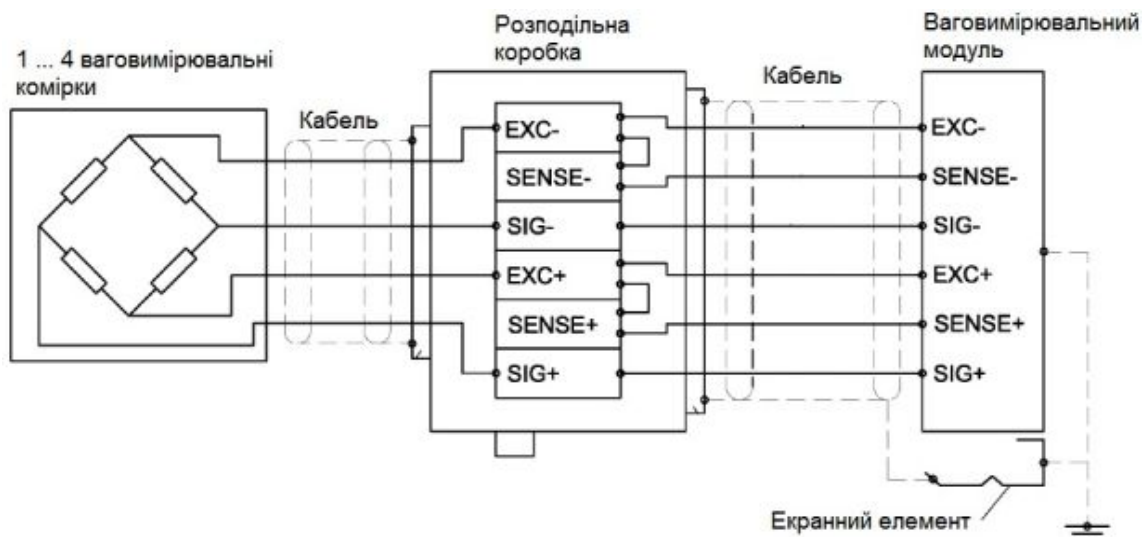 1 ... 4 ваговимірювальні
комірки
Кабель
Розподільна
коробка
EXC-
SENSE-
SIG-
EXC+
SENSE+
SIG+
Кабель
Ваговимірювальний
модуль
EXC-
SENSE-
SIG-
EXC+
SENSE+
SIG+
Екранний елемент